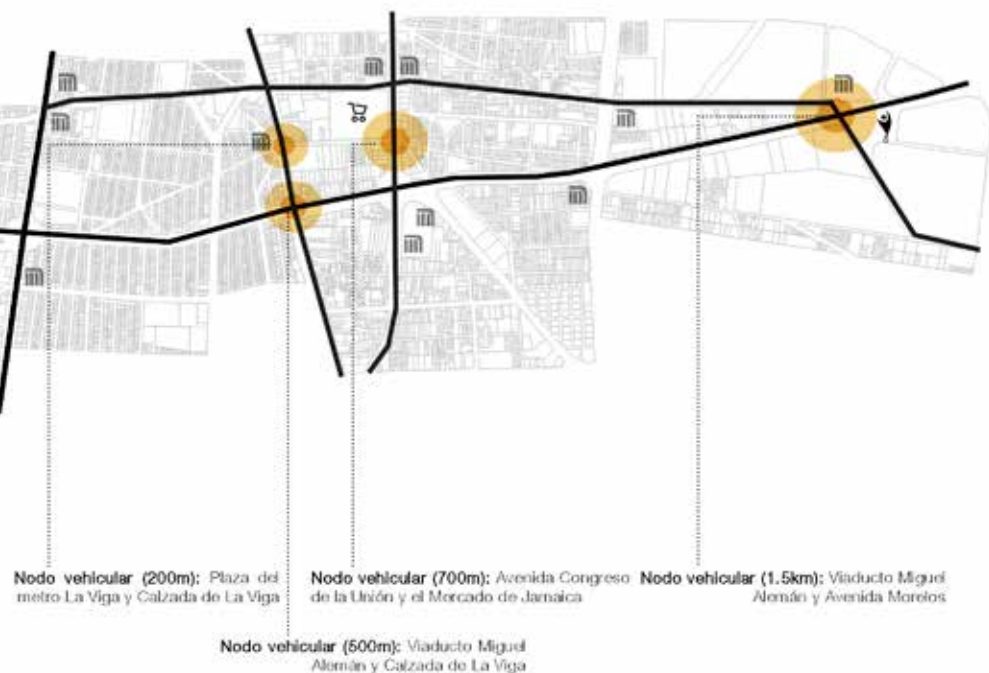 Nodo vehicular (200m): Plaza del
metro La Viga y Calzada de La Viga
Nodo vehicular (700m): Avenida Congreso
de la Unión y el Mercado de Jamaica
Nodo vehicular (1.5km): Viaducto Miguel
Alemán y Avenida Morelos
Nodo vehicular (500m): Viaducto Miguel
Alemán y Calzada de La Viga